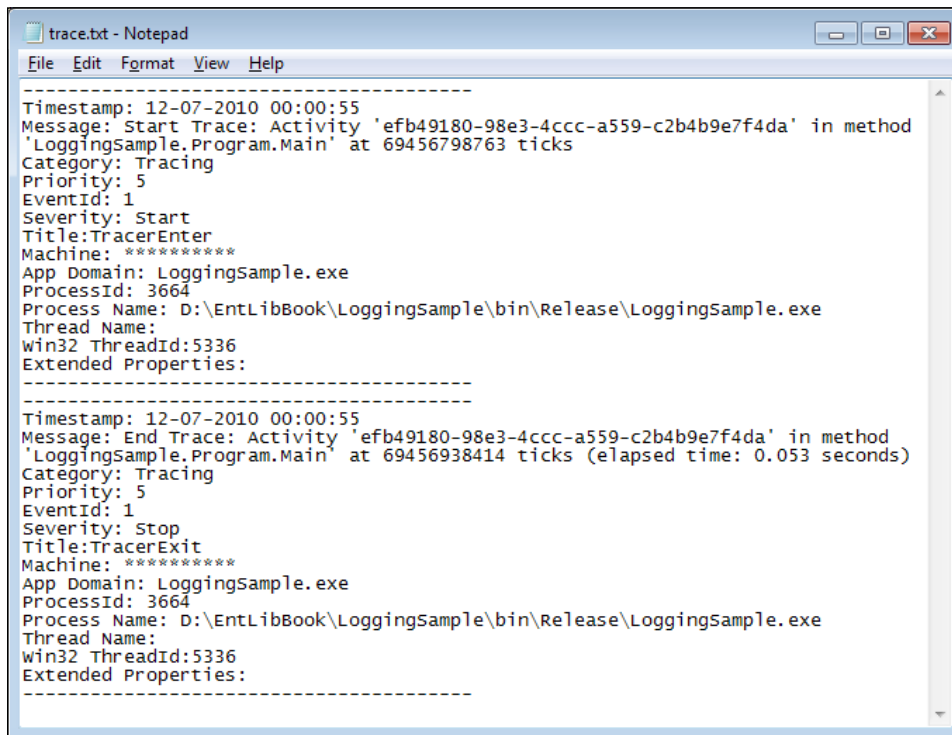 trace.txt - Notepad
File Edit Format View Help
----------------------------------------
Timestamp: 12-07-2010 00:00:55
Message: Start Trace: Activity 'efb49180-98e3-4ccc-a559-c2b4b9e7f4da' in method
'LoggingSample.Program.Main' at 69456798763 ticks
Category: Tracing
Priority: 5
EventId: 1
Severity: Start
Title:TracerEnter
Machine: **********
App Domain: LoggingSample.exe
ProcessId: 3664
Process Name: D:\EntLibBook\LoggingSample\bin\Release\LoggingSample.exe
Thread Name:
Win32 ThreadId:5336
Extended Properties:
----------------------------------------
----------------------------------------
Timestamp: 12-07-2010 00:00:55
Message: End Trace: Activity 'efb49180-98e3-4ccc-a559-c2b4b9e7f4da' in method
'LoggingSample.Program.Main' at 69456938414 ticks (elapsed time: 0.053 seconds)
Category: Tracing
Priority: 5
EventId: 1
Severity: Stop
Title:TracerExit
Machine: **********
App Domain: LoggingSample.exe
ProcessId: 3664
Process Name: D:\EntLibBook\LoggingSample\bin\Release\LoggingSample.exe
Thread Name:
Win32 ThreadId:5336
Extended Properties:
----------------------------------------